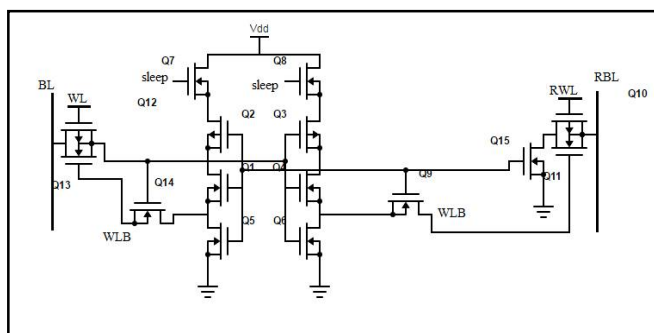 Vdd
Q7
Q8
sleep
sleep
BL
WL
Q12
Q2
Q3
RBL
RWL
Q10
Q15
Q1
Q4
Q9
Q11
Q13
Q14
Q5
Q6
WLB
WLB